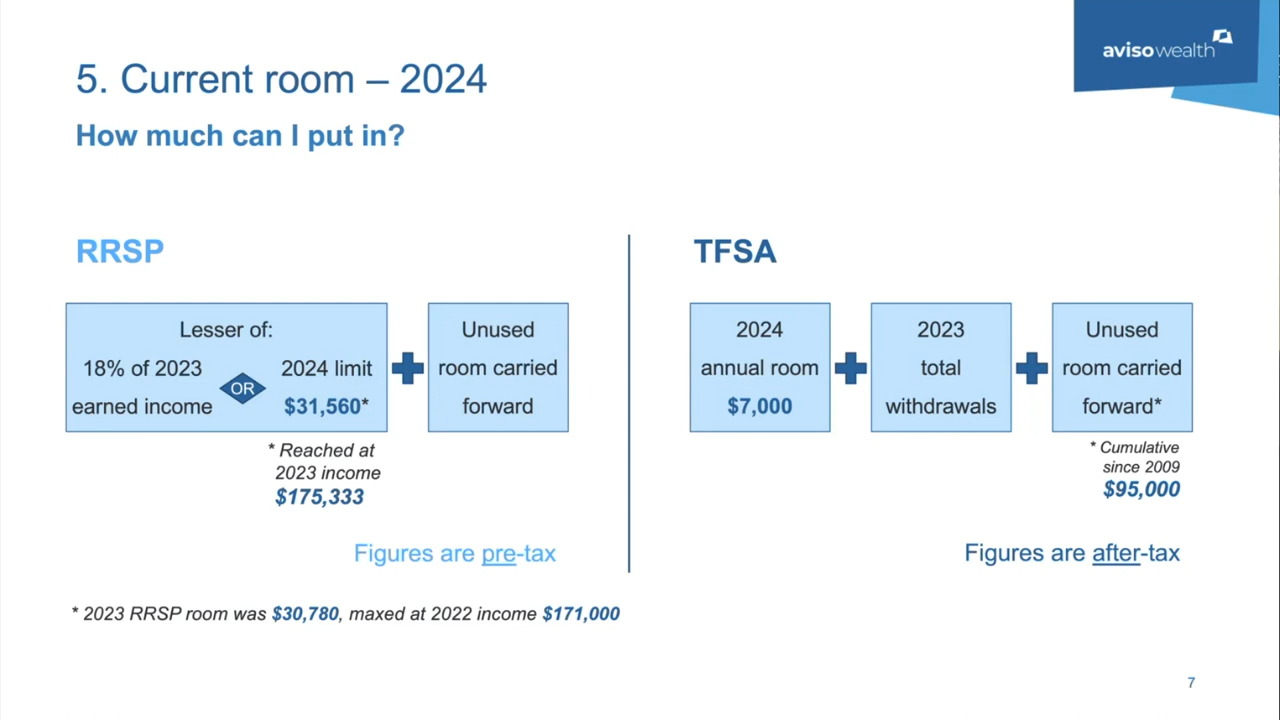 avisowealth
5. Current room – 2024
How much can I put in?
RRSP
Lesser of:
18% of 2023
earned income
OR
2024 limit
$31,560*
Unused
room carried
forward
* Reached at
2023 income
$175,333
Figures are pre-tax
* 2023 RRSP room was $30,780, maxed at 2022 income $171,000
TFSA
2024
annual room
$7,000
2023
total
withdrawals
Unused
room carried
forward*
* Cumulative
since 2009
$95,000
Figures are after-tax
7